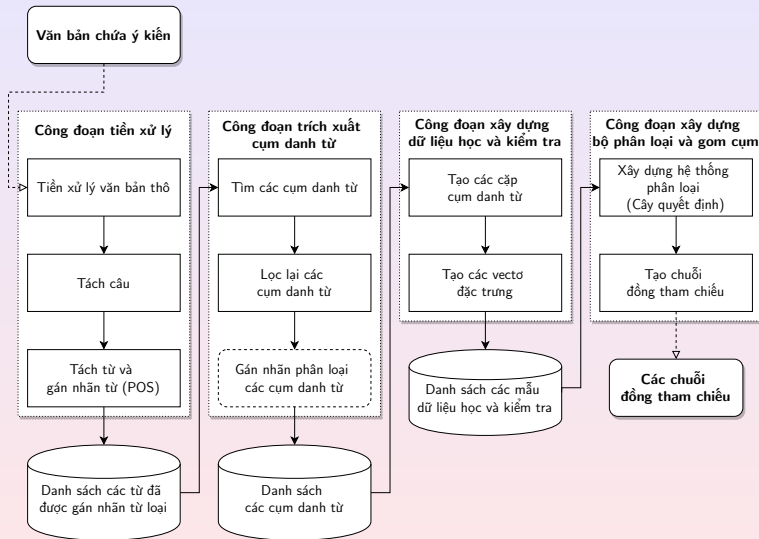 Văn bản chứa ý kiến
Công đoạn tiền xử lý
Tiền xử lý văn bản thô
Tách câu
Tách từ và
gán nhãn từ (POS)
Danh sách các từ đã
được gán nhãn từ loại
Công đoạn trích xuất
cụm danh từ
Tìm các cụm danh từ
Lọc lại các
cụm danh từ
Gán nhãn phân loại
các cụm danh từ
Danh sách
các cụm danh từ
Công đoạn xây dựng
dữ liệu học và kiểm tra
Tạo các cặp
cụm danh từ
Tạo các vectơ
đặc trưng
Danh sách các mẫu
dữ liệu học và kiểm tra
Công đoạn xây dựng
bộ phân loại và gom cụm
Xây dựng hệ thống
phân loại
(Cây quyết định)
Tạo chuỗi
đồng tham chiếu
Các chuỗi
đồng tham chiếu